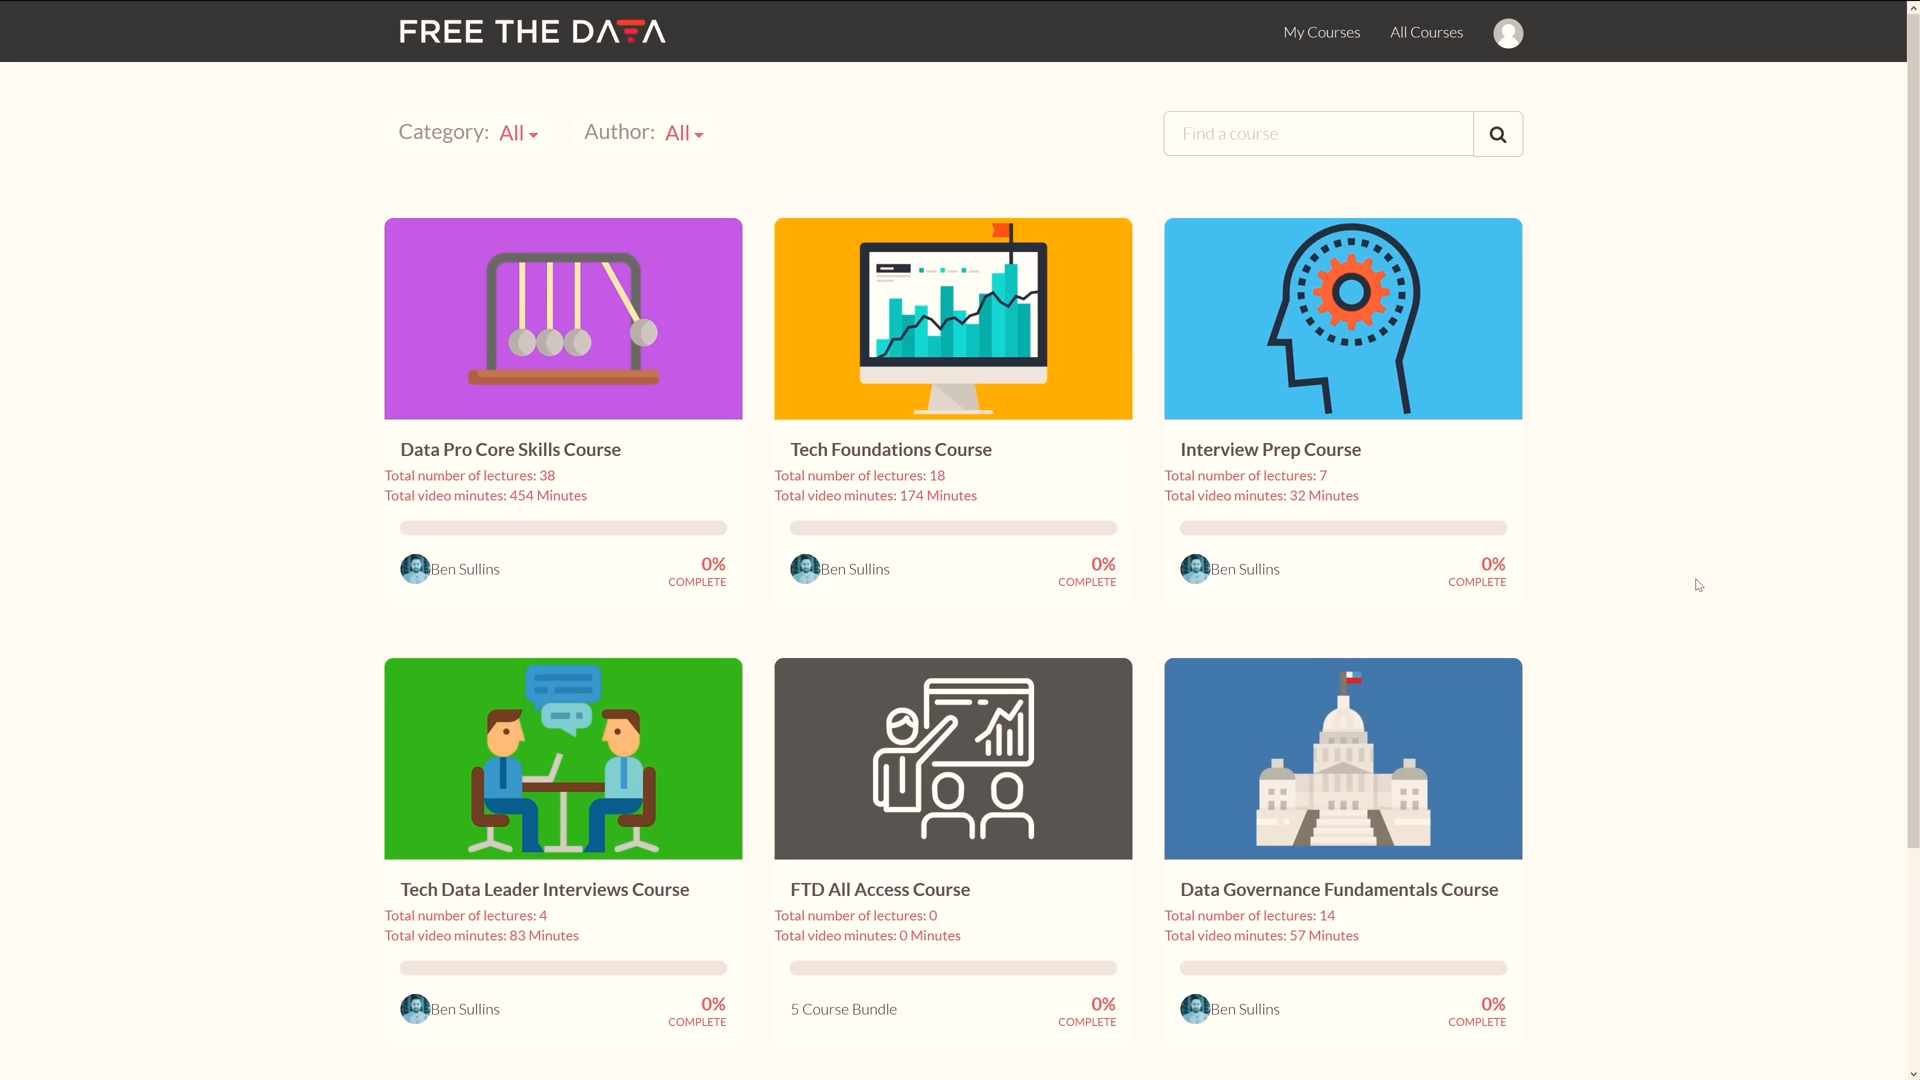 FREE THE DATA
My Courses
All Courses
Category: All
Author: All
Find a course
Data Pro Core Skills Course
Total number of lectures: 38
Total video minutes: 454 Minutes
Ben Sullins
0%
COMPLETE
Tech Foundations Course
Total number of lectures: 18
Total video minutes: 174 Minutes
Ben Sullins
0%
COMPLETE
Interview Prep Course
Total number of lectures: 7
Total video minutes: 32 Minutes
Ben Sullins
0%
COMPLETE
Tech Data Leader Interviews Course
Total number of lectures: 4
Total video minutes: 83 Minutes
Ben Sullins
0%
COMPLETE
FTD All Access Course
Total number of lectures: 0
Total video minutes: 0 Minutes
5 Course Bundle
0%
COMPLETE
Data Governance Fundamentals Course
Total number of lectures: 14
Total video minutes: 57 Minutes
Ben Sullins
0%
COMPLETE